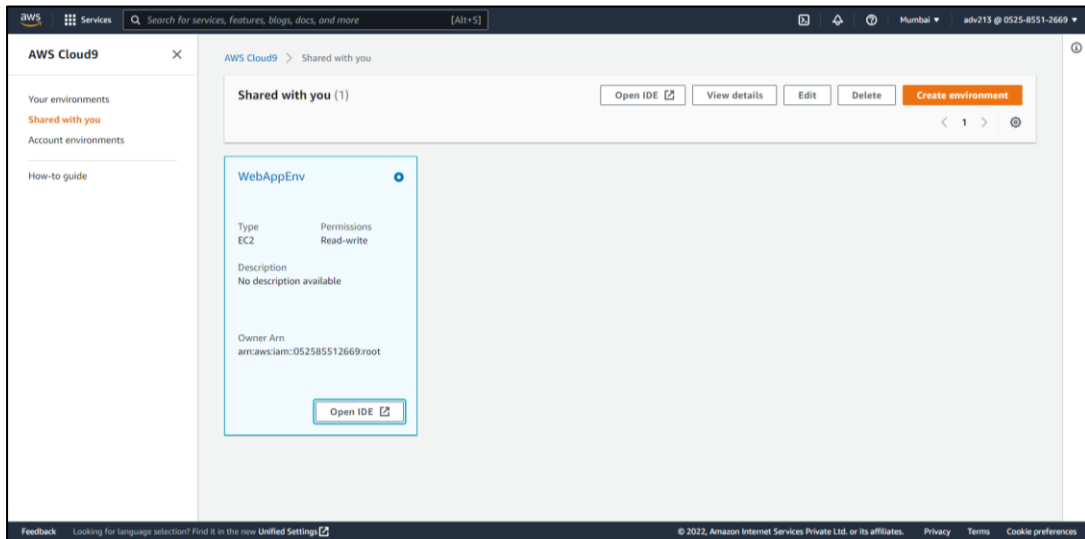 aws Services Search for services, features, blogs, docs, and more [Alt+S] Mumbai adv213 @ 0525-8551-2669
AWS Cloud9
Your environments
Shared with you
Account environments
How-to guide
AWS Cloud9 > Shared with you
Shared with you (1) Open IDE View details Edit Delete Create environment
< 1 >
WebAppEnv
Type Permissions
EC2 Read-write
Description
No description available
Owner Arn
arn:aws:iam::052585512669:root
Open IDE
Feedback Looking for language selection? Find it in the new Unified Settings © 2022, Amazon Internet Services Private Ltd. or its affiliates. Privacy Terms Cookie preferences